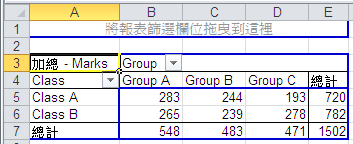 A B C D E
1 將報表篩選欄位拖曳到這裡
2
3 加總 - Marks Group
4 Class Group A Group B Group C 總計
5 Class A 283 244 193 720
6 Class B 265 239 278 782
7 總計 548 483 471 1502